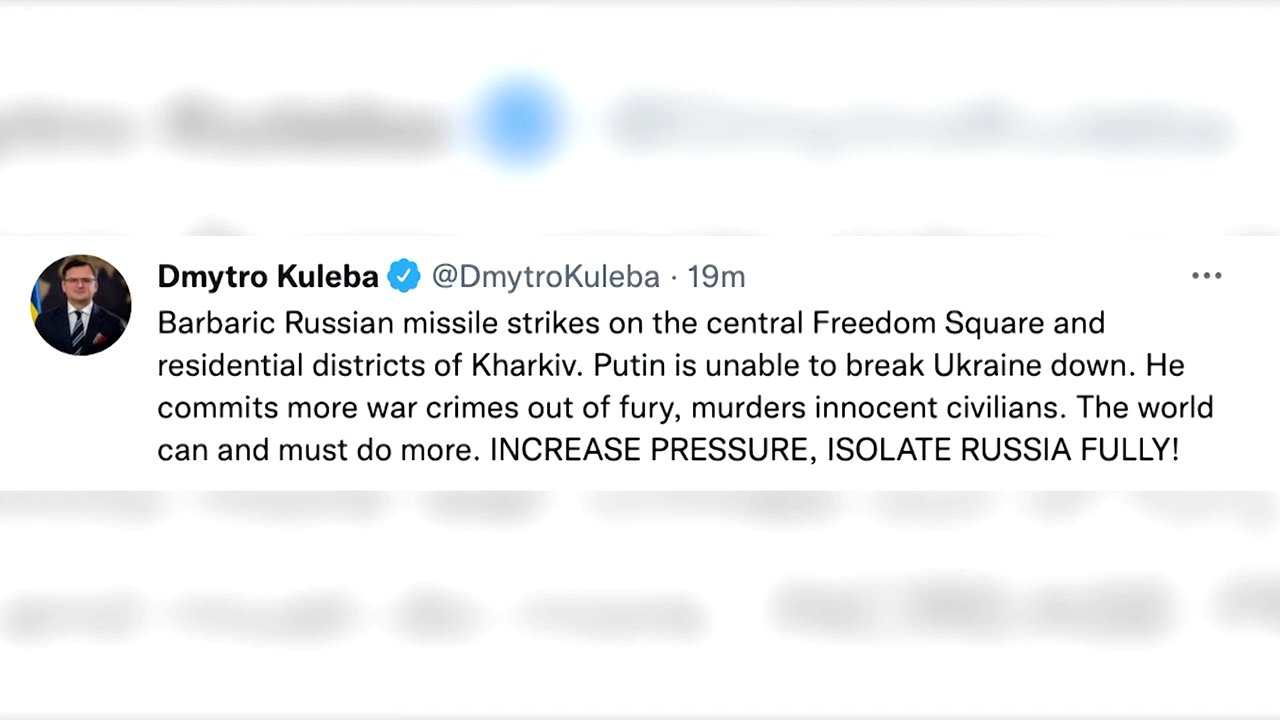 Dmytro Kuleba @DmytroKuleba · 19m
Barbaric Russian missile strikes on the central Freedom Square and
residential districts of Kharkiv. Putin is unable to break Ukraine down. He
commits more war crimes out of fury, murders innocent civilians. The world
can and must do more. INCREASE PRESSURE, ISOLATE RUSSIA FULLY!